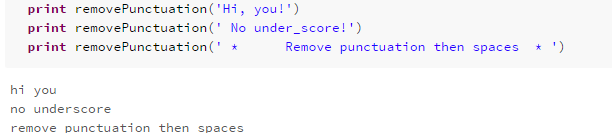 print removePunctuation('Hi, you!')
print removePunctuation(' No under_score!')
print removePunctuation(' *      Remove punctuation then spaces  * ')
hi you
no underscore
remove punctuation then spaces